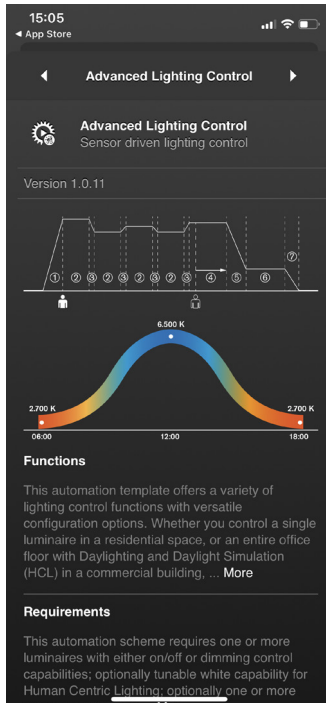 15:05
◀ App Store
Advanced Lighting Control
Advanced Lighting Control
Sensor driven lighting control
Version 1.0.11
① ② ③ ② ③ ② ③ ② ③ ④ ⑤ ⑥ ⑦
6.500 K
2.700 K 2.700 K
06:00 12:00 18:00
Functions
This automation template offers a variety of
lighting control functions with versatile
configuration options. Whether you control a single
luminaire in a residential space, or an entire office
floor with Daylighting and Daylight Simulation
(HCL) in a commercial building, ... More
Requirements
This automation scheme requires one or more
luminaires with either on/off or dimming control
capabilities; optionally tunable white capability for
Human Centric Lighting; optionally one or more